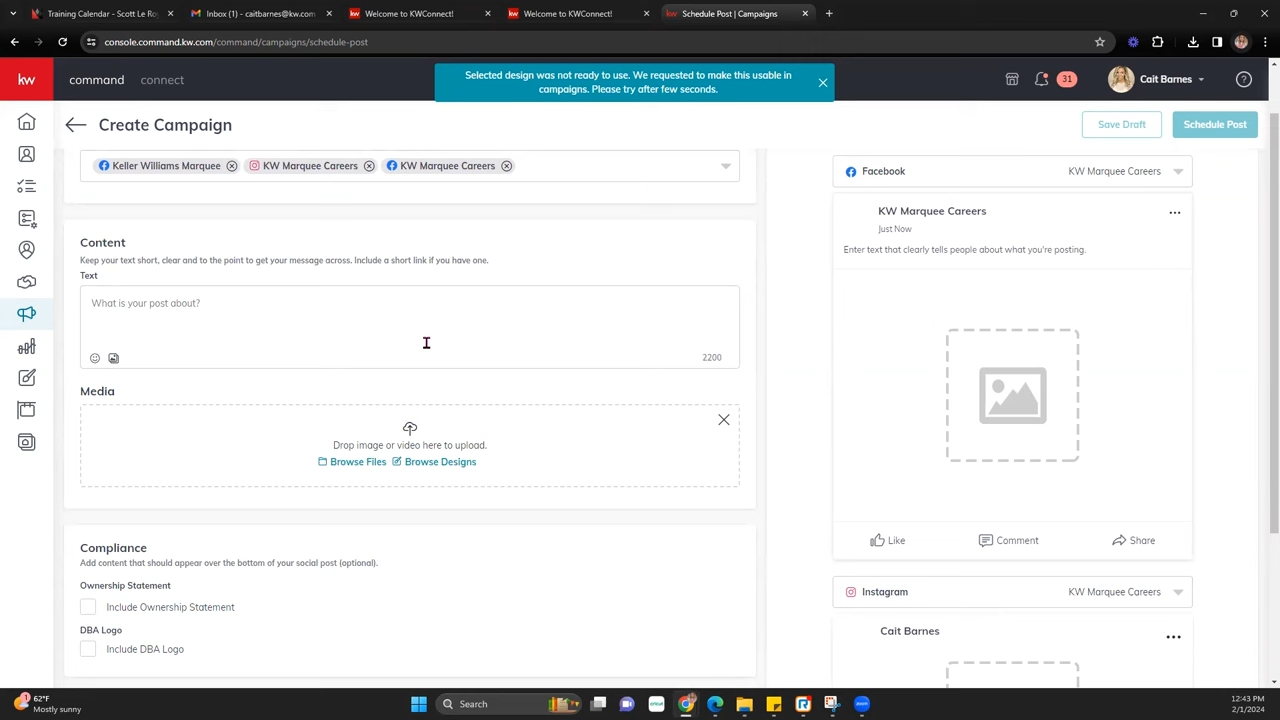 Training Calendar - Scott Le Ro
Inbox (1) - caitbarnes@kw.com
Welcome to KWConnect!
Welcome to KWConnect!
Schedule Post | Campaigns
console.command.kw.com/command/campaigns/schedule-post
kw
command
connect
Selected design was not ready to use. We requested to make this usable in
campaigns. Please try after few seconds.
31
Cait Barnes
Create Campaign
Save Draft
Schedule Post
Keller Williams Marquee
KW Marquee Careers
KW Marquee Careers
Facebook
KW Marquee Careers
KW Marquee Careers
Just Now
Enter text that clearly tells people about what you're posting.
Content
Keep your text short, clear and to the point to get your message across. Include a short link if you have one.
Text
What is your post about?
2200
Media
Drop image or video here to upload.
Browse Files
Browse Designs
Like
Comment
Share
Compliance
Add content that should appear over the bottom of your social post (optional).
Ownership Statement
Include Ownership Statement
DBA Logo
Include DBA Logo
Instagram
KW Marquee Careers
Cait Barnes
62°F
Mostly sunny
Search
12:43 PM
2/1/2024